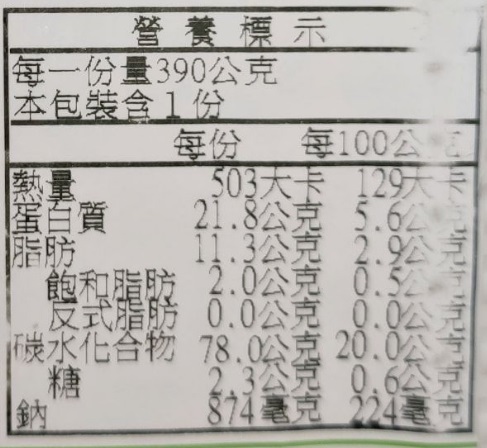 營養標示
每一份量390公克
本包裝含1份
每份 每100公克
熱量 503大卡 129大卡
蛋白質 21.8公克 5.6公克
脂肪 11.3公克 2.9公克
飽和脂肪 2.0公克 0.5公克
反式脂肪 0.0公克 0.0公克
碳水化合物 78.0公克 20.0公克
糖 2.3公克 0.6公克
鈉 874毫克 224毫克